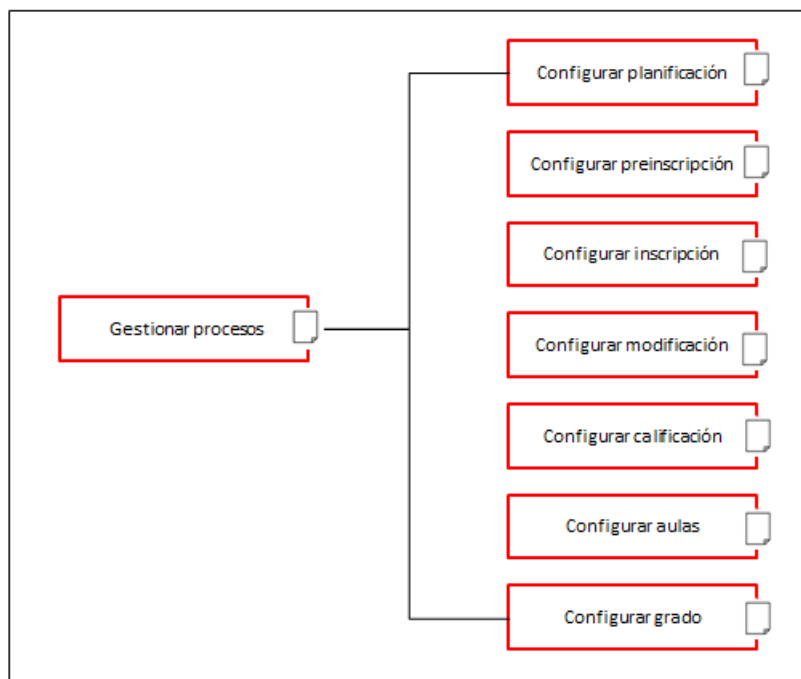 Configurar planificación
Configurar preinscripción
Configurar inscripción
Gestionar procesos
Configurar modificación
Configurar calificación
Configurar aulas
Configurar grado